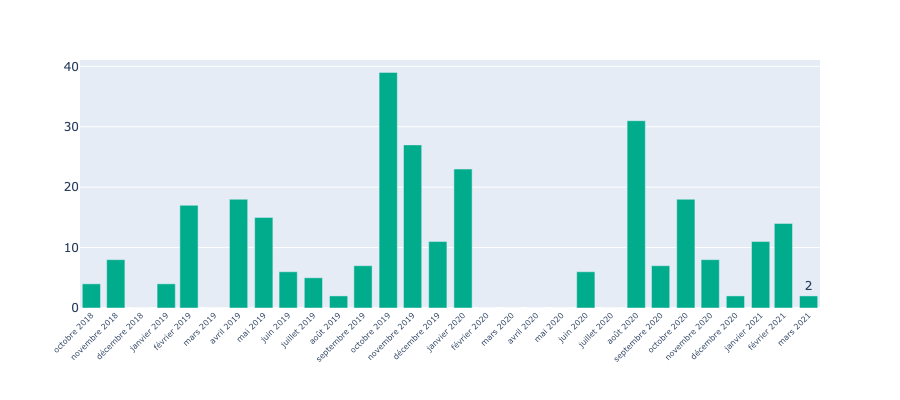 40
30
20
10
0
2
octobre 2018
novembre 2018
décembre 2018
janvier 2019
février 2019
mars 2019
avril 2019
mai 2019
juin 2019
juillet 2019
août 2019
septembre 2019
octobre 2019
novembre 2019
décembre 2019
janvier 2020
février 2020
mars 2020
avril 2020
mai 2020
juin 2020
juillet 2020
août 2020
septembre 2020
octobre 2020
novembre 2020
décembre 2020
janvier 2021
février 2021
mars 2021